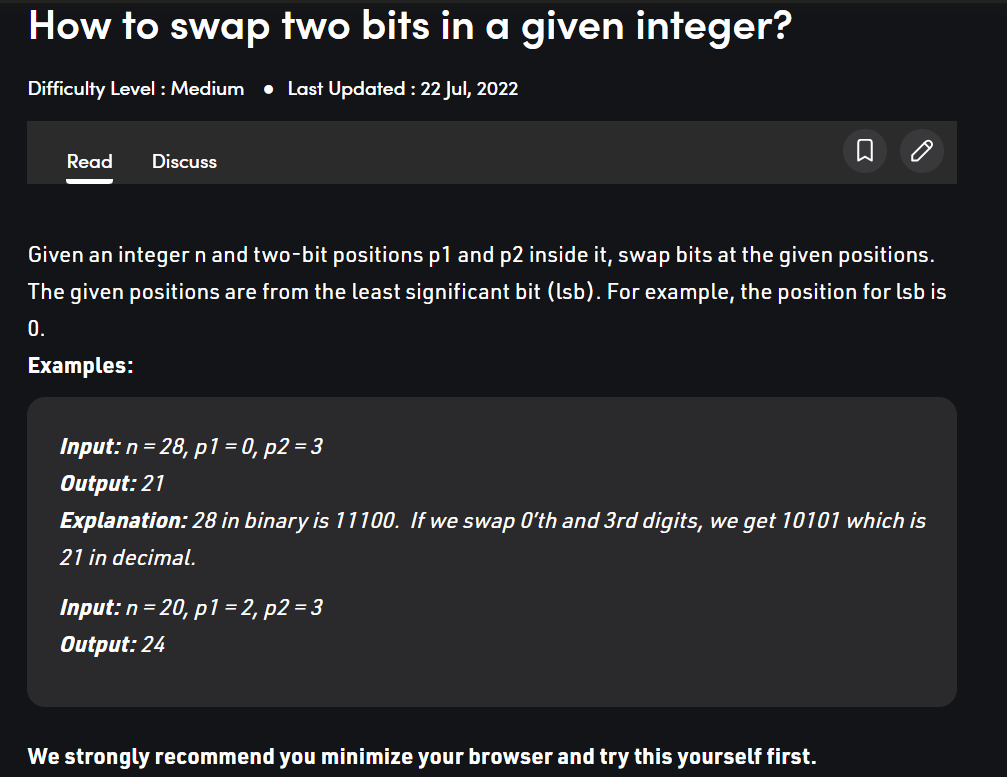 How to swap two bits in a given integer?
Difficulty Level : Medium ● Last Updated : 22 Jul, 2022
Read Discuss
Given an integer n and two-bit positions p1 and p2 inside it, swap bits at the given positions.
The given positions are from the least significant bit (lsb). For example, the position for lsb is
0.
Examples:
Input: n = 28, p1 = 0, p2 = 3
Output: 21
Explanation: 28 in binary is 11100.  If we swap 0’th and 3rd digits, we get 10101 which is
21 in decimal.
Input: n = 20, p1 = 2, p2 = 3
Output: 24
We strongly recommend you minimize your browser and try this yourself first.